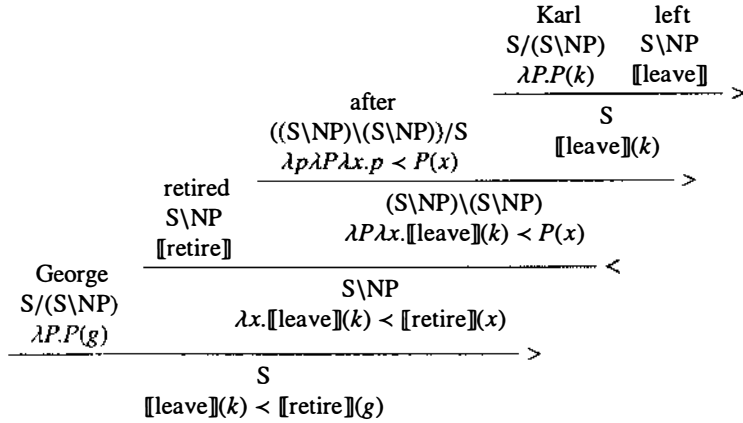 Karl left
S/(S\NP) S\NP
λP.P(k) ⟦leave⟧
>
after S
((S\NP)\(S\NP))/S ⟦leave⟧(k)
λpλPλx.p ≺ P(x)
>
retired (S\NP)\(S\NP)
S\NP λPλx.⟦leave⟧(k) ≺ P(x)
⟦retire⟧
<
George S\NP
S/(S\NP) λx.⟦leave⟧(k) ≺ ⟦retire⟧(x)
λP.P(g)
>
S
⟦leave⟧(k) ≺ ⟦retire⟧(g)